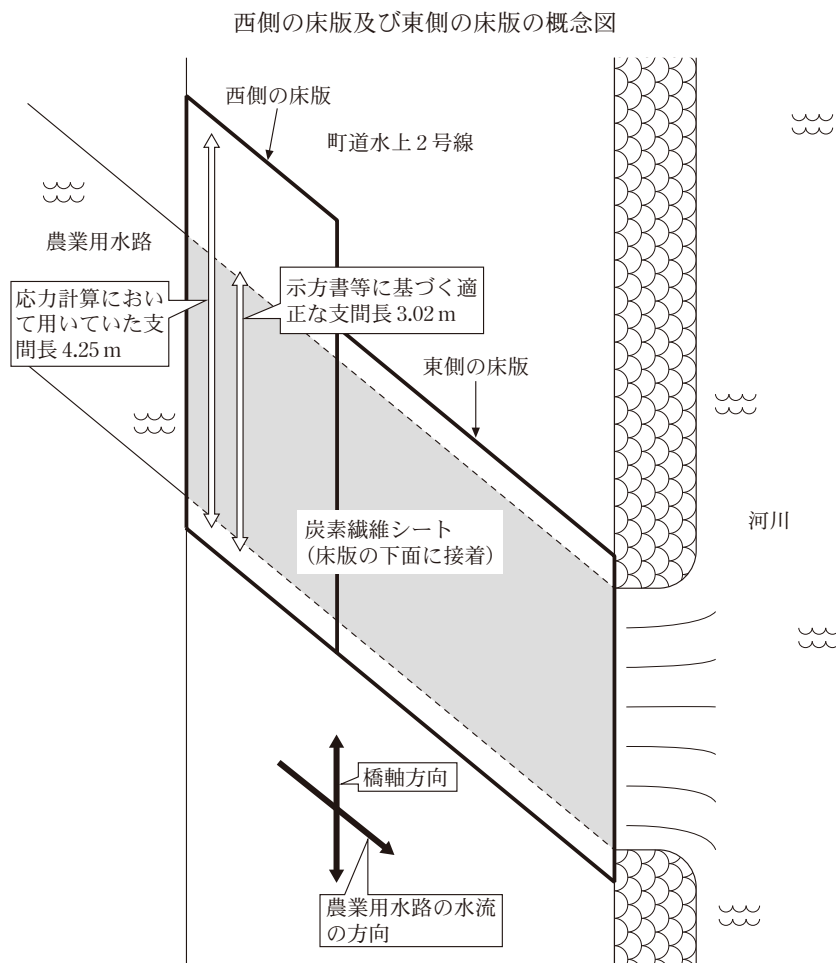 西側の床版及び東側の床版の概念図
西側の床版
町道水上2号線
農業用水路
応力計算におい
て用いていた支
間長4.25m
示方書等に基づく適
正な支間長3.02m
東側の床版
炭素繊維シート
(床版の下面に接着)
河川
橋軸方向
農業用水路の水流
の方向